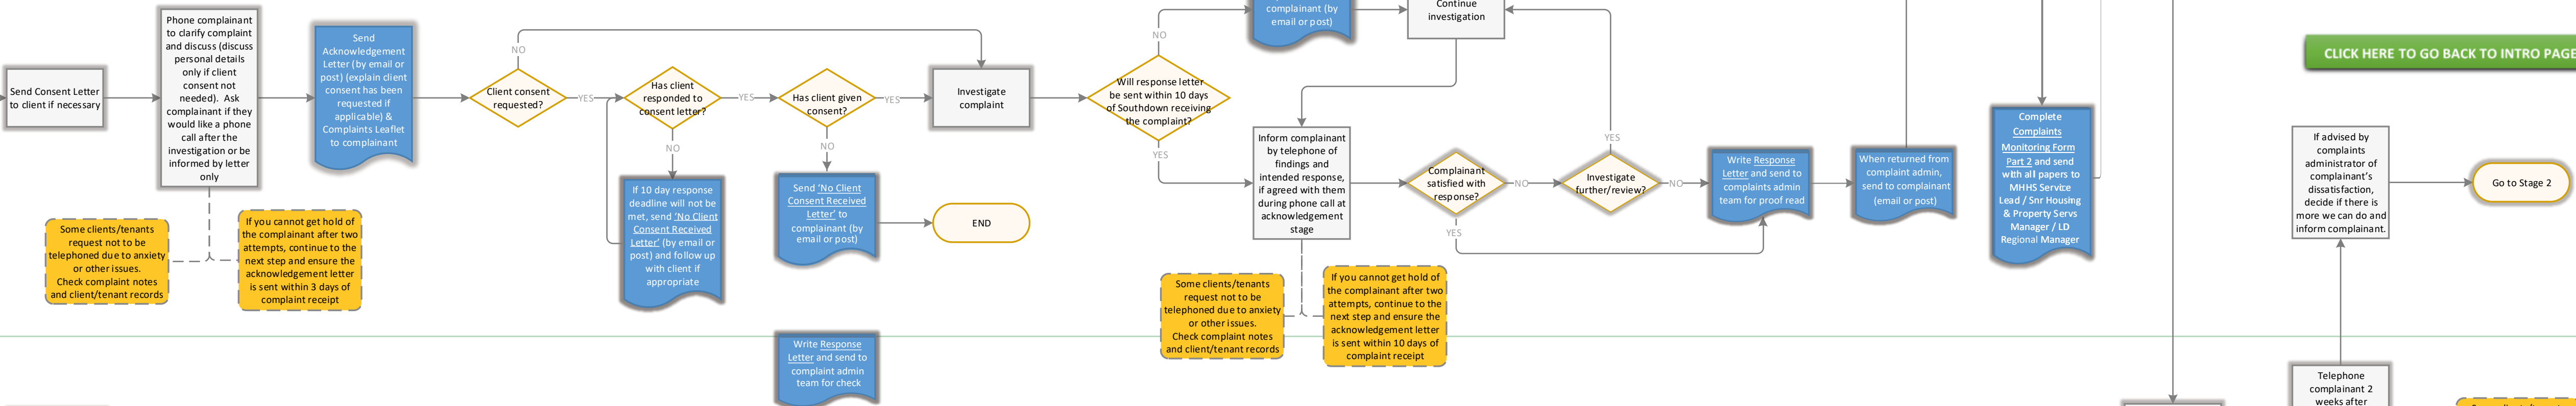 Send Consent Letter
to client if necessary
Phone complainant
to clarify complaint
and discuss (discuss
personal details
only if client
consent not
needed). Ask
complainant if they
would like a phone
call after the
investigation or be
informed by letter
only
Send
Acknowledgement
Letter (by email or
post) (explain client
consent has been
requested if
applicable) &
Complaints Leaflet
to complainant
Some clients/tenants
request not to be
telephoned due to anxiety
or other issues.
Check complaint notes
and client/tenant records
If you cannot get hold of
the complainant after two
attempts, continue to the
next step and ensure the
acknowledgement letter
is sent within 3 days of
complaint receipt
NO
Client consent
requested?
YES
Has client
responded to
consent letter?
YES
NO
If 10 day response
deadline will not be
met, send ‘No Client
Consent Received
Letter’ (by email or
post) and follow up
with client if
appropriate
Has client given
consent?
YES
NO
Send ‘No Client
Consent Received
Letter’ to
complainant (by
email or post)
END
Investigate
complaint
Write Response
Letter and send to
complaint admin
team for check
NO
Will response letter
be sent within 10 days
of Southdown receiving
the complaint?
YES
complainant (by
email or post)
Continue
investigation
Inform complainant
by telephone of
findings and
intended response,
if agreed with them
during phone call at
acknowledgement
stage
Some clients/tenants
request not to be
telephoned due to anxiety
or other issues.
Check complaint notes
and client/tenant records
If you cannot get hold of
the complainant after two
attempts, continue to the
next step and ensure the
acknowledgement letter
is sent within 10 days of
complaint receipt
Complainant
satisfied with
response?
NO
YES
YES
Investigate
further/review?
NO
Write Response
Letter and send to
complaints admin
team for proof read
When returned from
complaint admin,
send to complainant
(email or post)
Complete
Complaints
Monitoring Form
Part 2 and send
with all papers to
MHHS Service
Lead / Snr Housing
& Property Servs
Manager / LD
Regional Manager
CLICK HERE TO GO BACK TO INTRO PAGE
If advised by
complaints
administrator of
complainant’s
dissatisfaction,
decide if there is
more we can do and
inform complainant.
Go to Stage 2
Telephone
complainant 2
weeks after